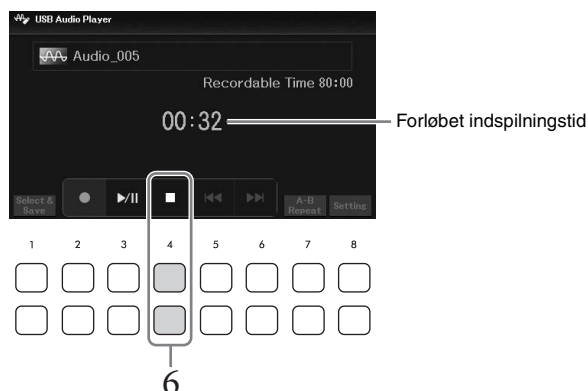 USB Audio Player
Audio_005
Recordable Time 80:00
00:32
Forløbet indspilningstid
Select & Save
A-B Repeat
Setting
1 2 3 4 5 6 7 8
6